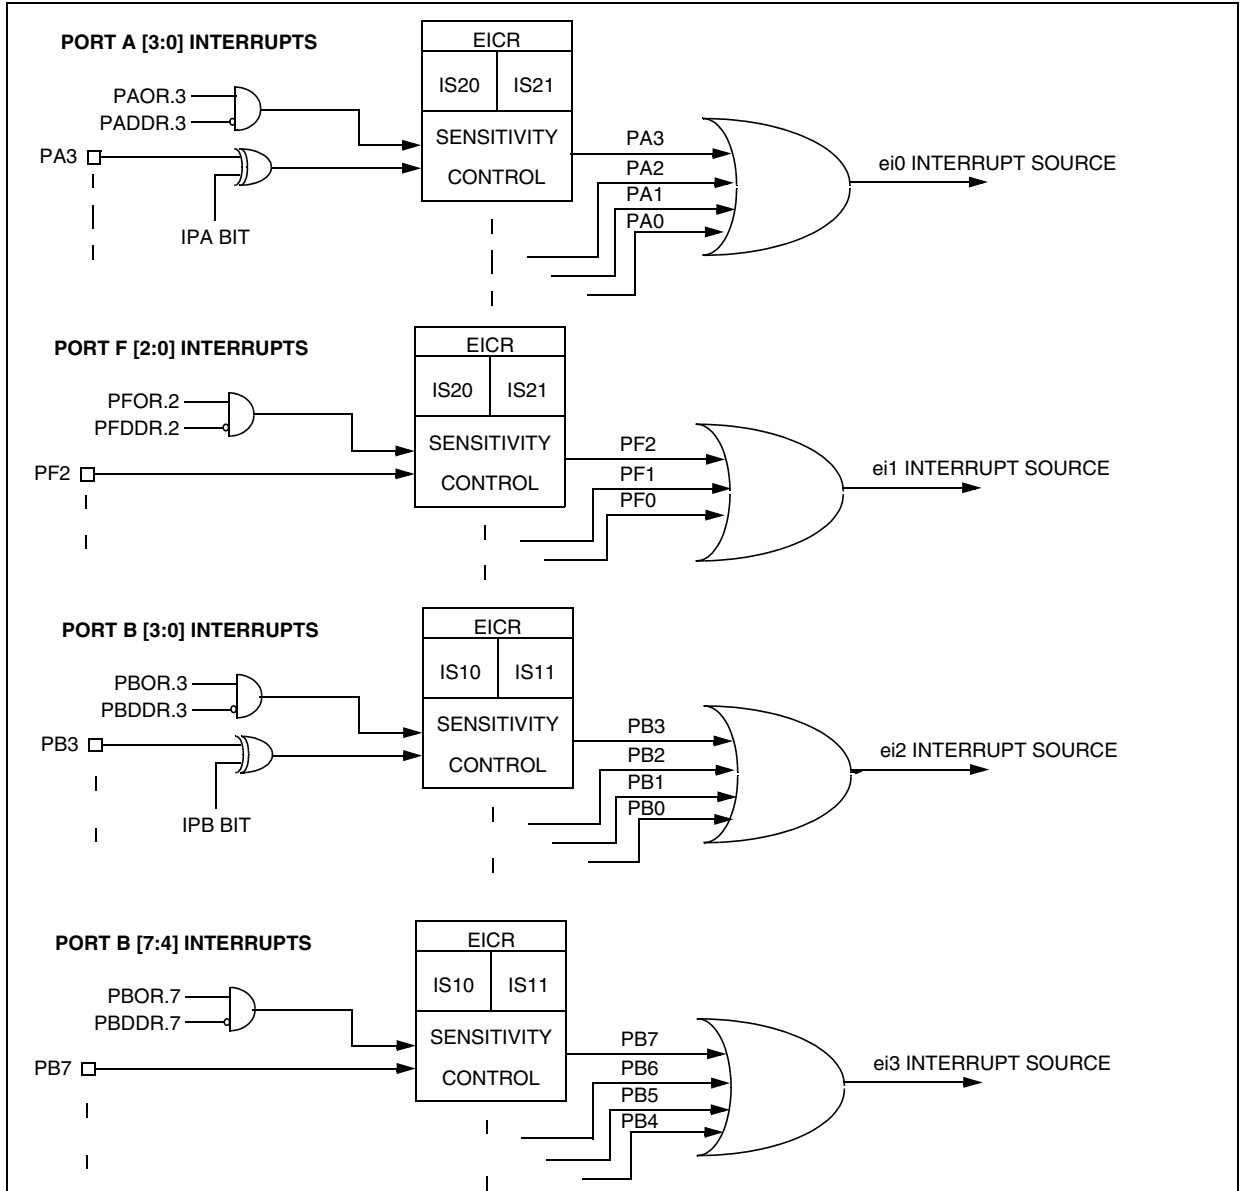 PORT A [3:0] INTERRUPTS
EICR
IS20 IS21
PAOR.3
PADDR.3
SENSITIVITY
CONTROL
PA3
IPA BIT
PA3
PA2
PA1
PA0
ei0 INTERRUPT SOURCE
PORT F [2:0] INTERRUPTS
EICR
IS20 IS21
PFOR.2
PFDDR.2
SENSITIVITY
CONTROL
PF2
PF2
PF1
PF0
ei1 INTERRUPT SOURCE
PORT B [3:0] INTERRUPTS
EICR
IS10 IS11
PBOR.3
PBDDR.3
SENSITIVITY
CONTROL
PB3
IPB BIT
PB3
PB2
PB1
PB0
ei2 INTERRUPT SOURCE
PORT B [7:4] INTERRUPTS
EICR
IS10 IS11
PBOR.7
PBDDR.7
SENSITIVITY
CONTROL
PB7
PB7
PB6
PB5
PB4
ei3 INTERRUPT SOURCE